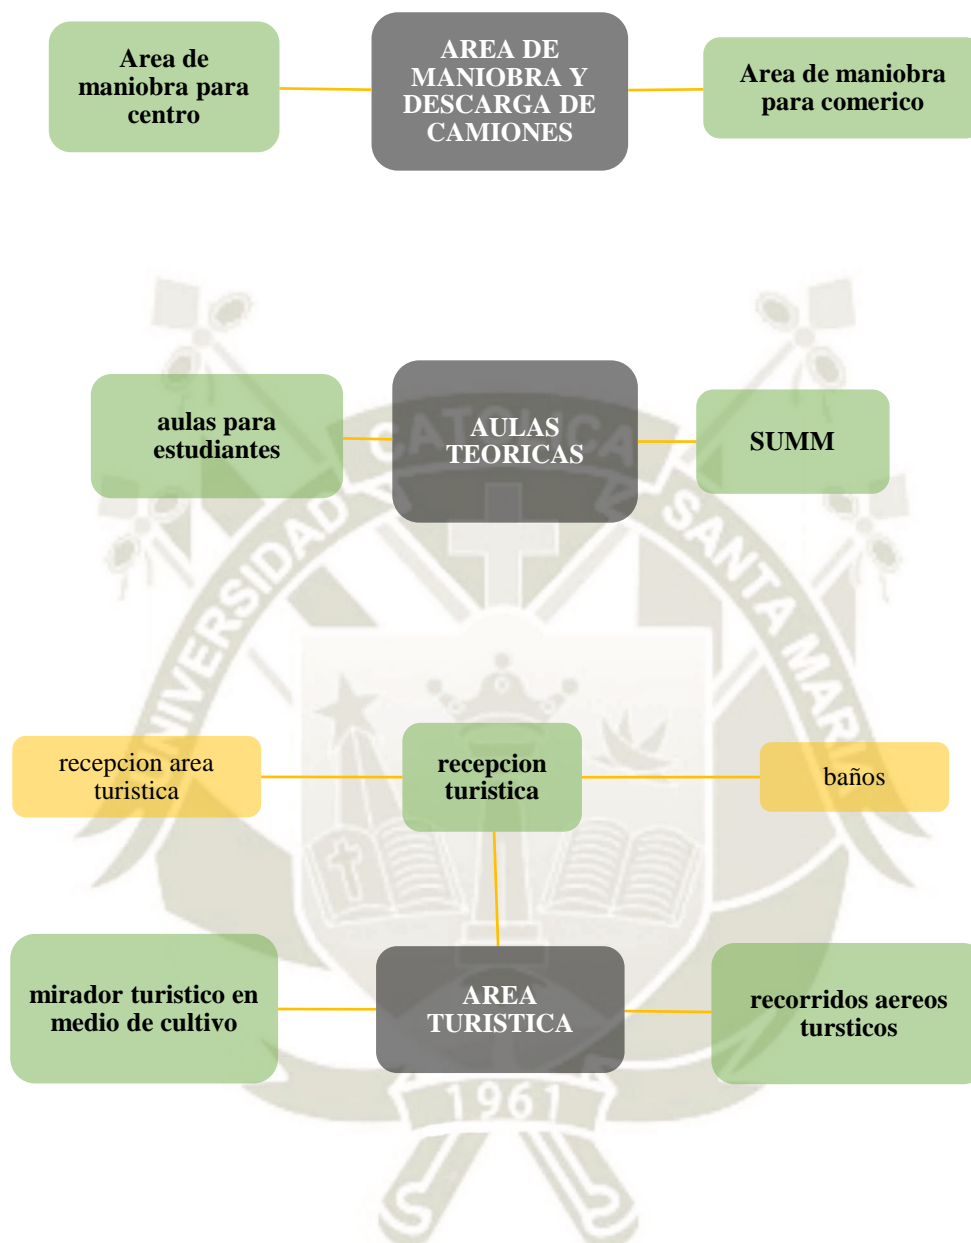 Area de
maniobra para
centro
AREA DE
MANIOBRA Y
DESCARGA DE
CAMIONES
Area de maniobra
para comerico
aulas para
estudiantes
AULAS
TEORICAS
SUMM
UNIVERSIDAD CATOLICA SANTA MARIA
recepcion area
turistica
recepcion
turistica
baños
mirador turistico en
medio de cultivo
AREA
TURISTICA
recorridos aereos
tursticos
1961